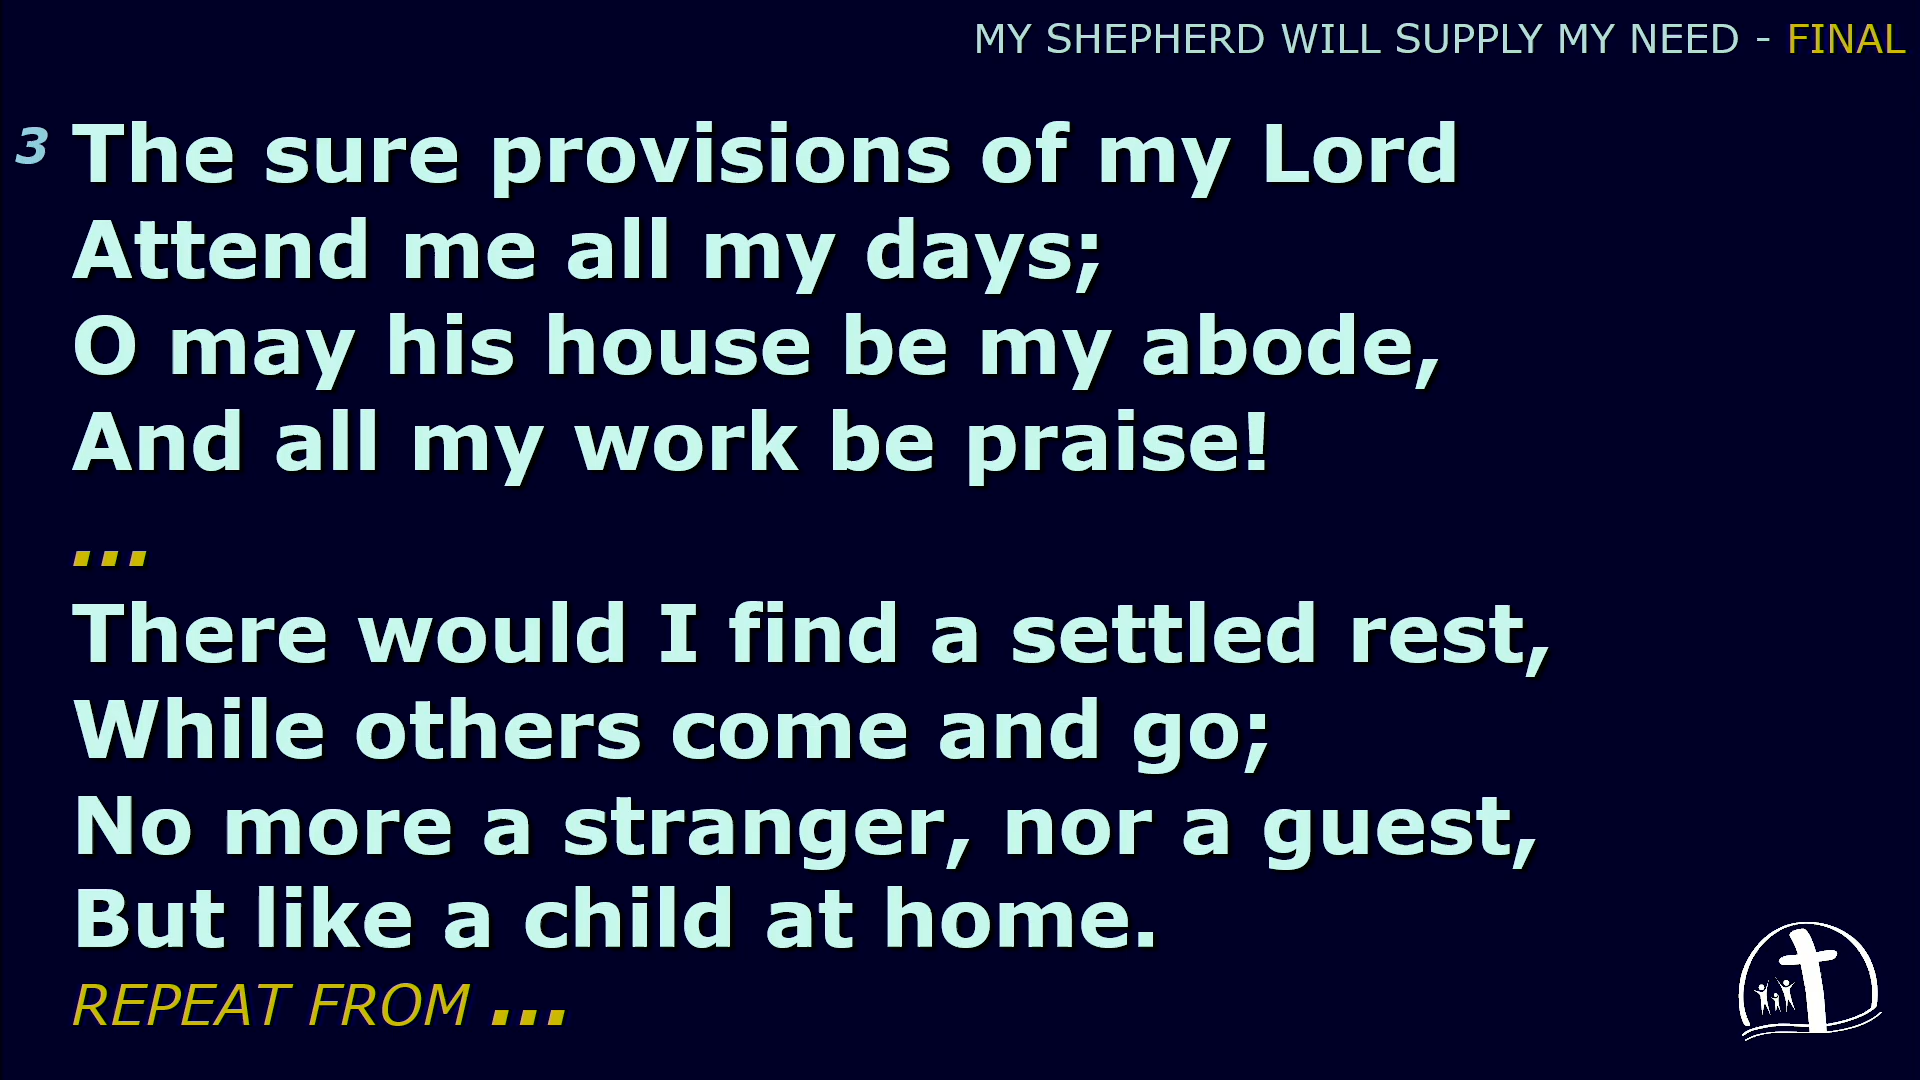 MY SHEPHERD WILL SUPPLY MY NEED - FINAL
3 The sure provisions of my Lord
Attend me all my days;
O may his house be my abode,
And all my work be praise!
...
There would I find a settled rest,
While others come and go;
No more a stranger, nor a guest,
But like a child at home.
REPEAT FROM ...